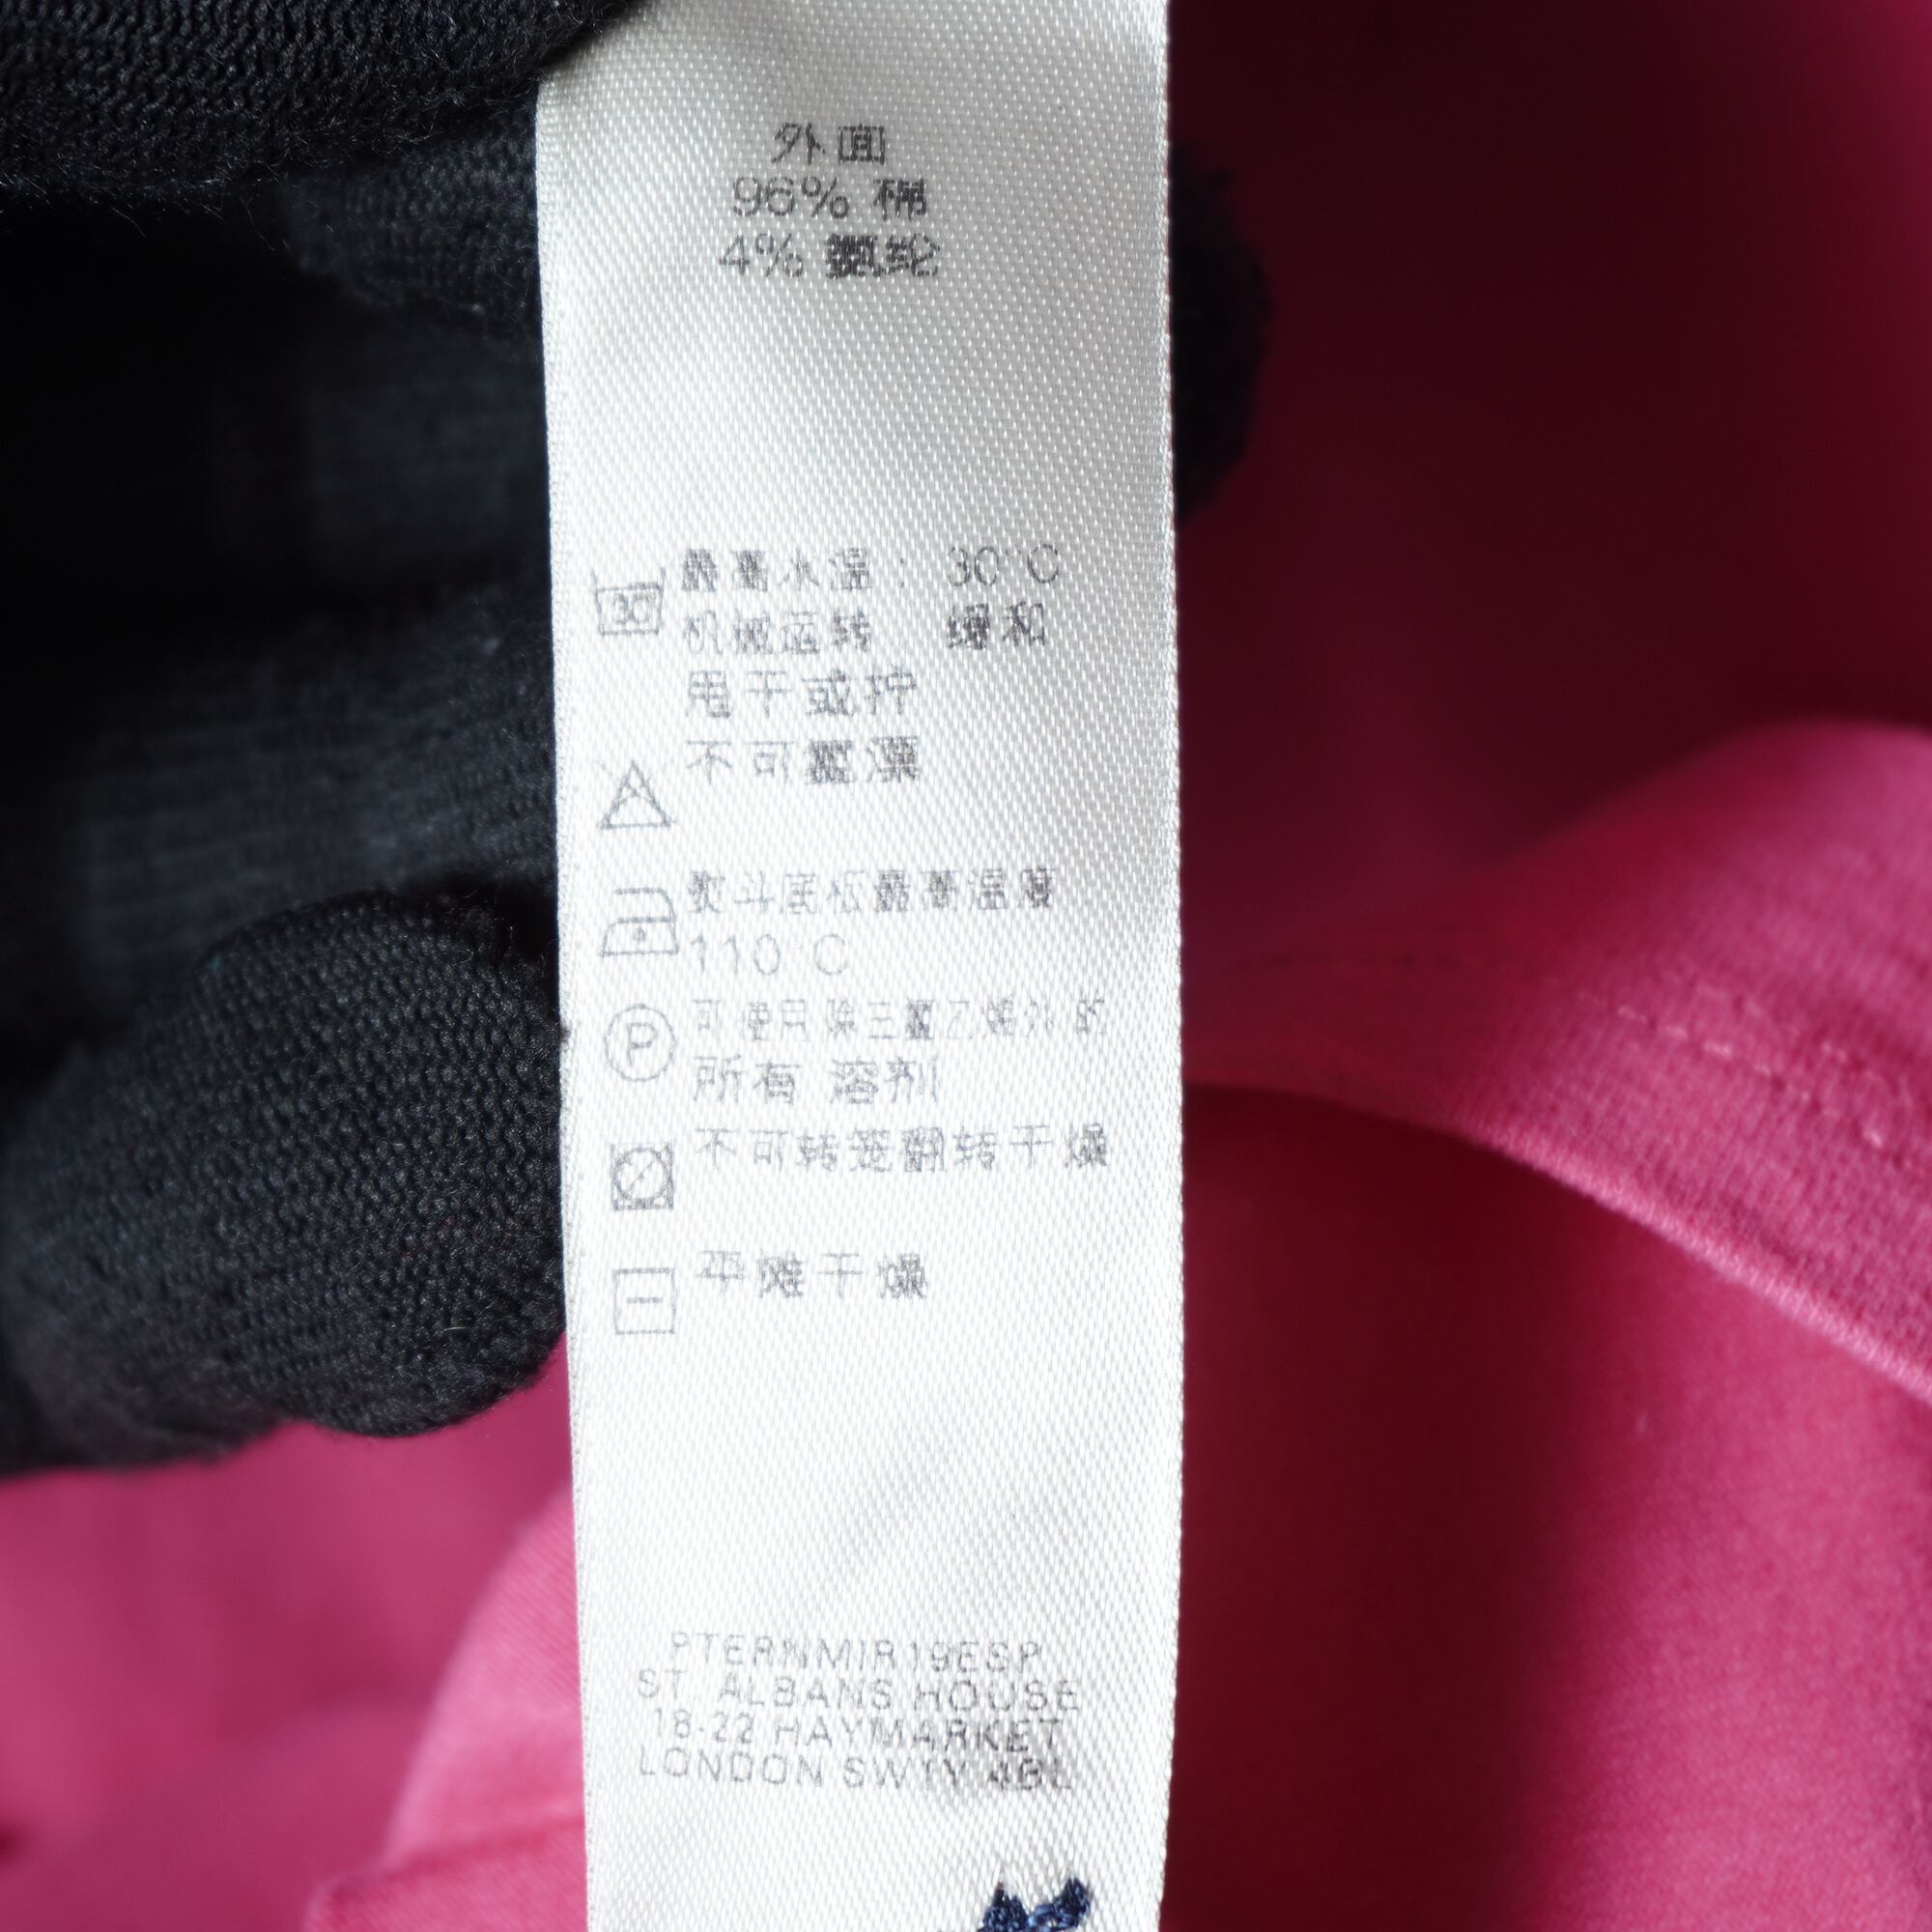 外面
96% 棉
4% 氨纶
30 最高水温： 30°C
机械运转 缓和
甩干或拧
不可氯漂
熨斗底板最高温度
110°C
P 可使用除三氯乙烯外的
所有 溶剂
不可转笼翻转干燥
平摊干燥
PTERNMIR19ESP
ST. ALBANS HOUSE
18-22 HAYMARKET
LONDON SW1Y 4BL